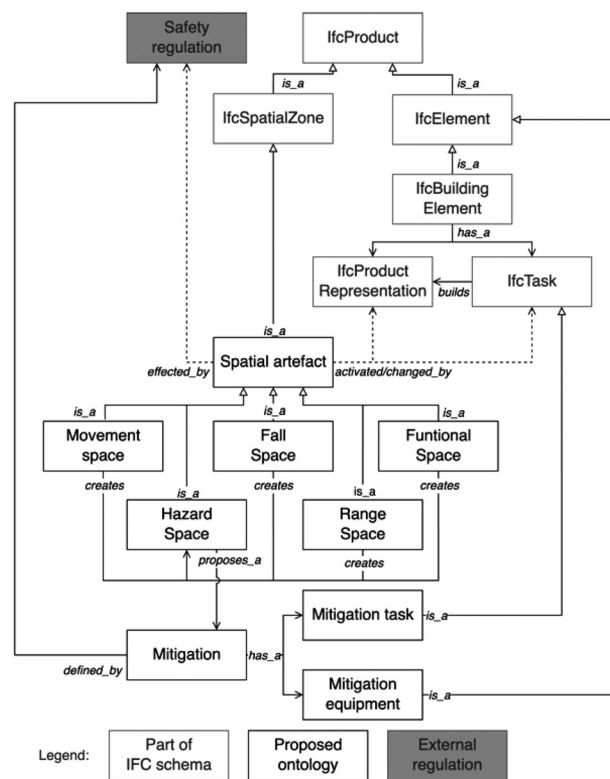 Safety
regulation
IfcProduct
is_a
is_a
IfcSpatialZone
IfcElement
is_a
IfcBuilding
Element
has_a
IfcProduct
Representation
builds
IfcTask
is_a
effected_by
Spatial artefact
activated/changed_by
is_a
is_a
is_a
Movement
space
Fall
Space
Funtional Space
creates
is_a
creates
is_a
creates
Hazard
Space
Range
Space
proposes_a
creates
Mitigation task
is_a
defined_by
Mitigation
has_a
Mitigation
equipment
is_a
Legend:
Part of
IFC schema
Proposed
ontology
External
regulation